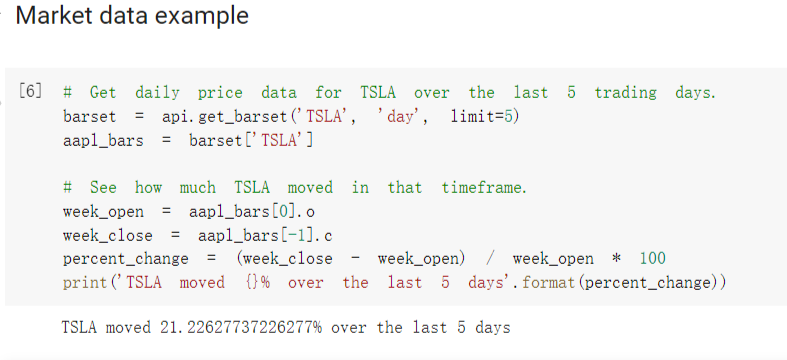 Market data example
[6] # Get daily price data for TSLA over the last 5 trading days.
barset = api.get_barset('TSLA', 'day', limit=5)
aapl_bars = barset['TSLA']
# See how much TSLA moved in that timeframe.
week_open = aapl_bars[0].o
week_close = aapl_bars[-1].c
percent_change = (week_close - week_open) / week_open * 100
print('TSLA moved {}% over the last 5 days'.format(percent_change))
TSLA moved 21.22627737226277% over the last 5 days